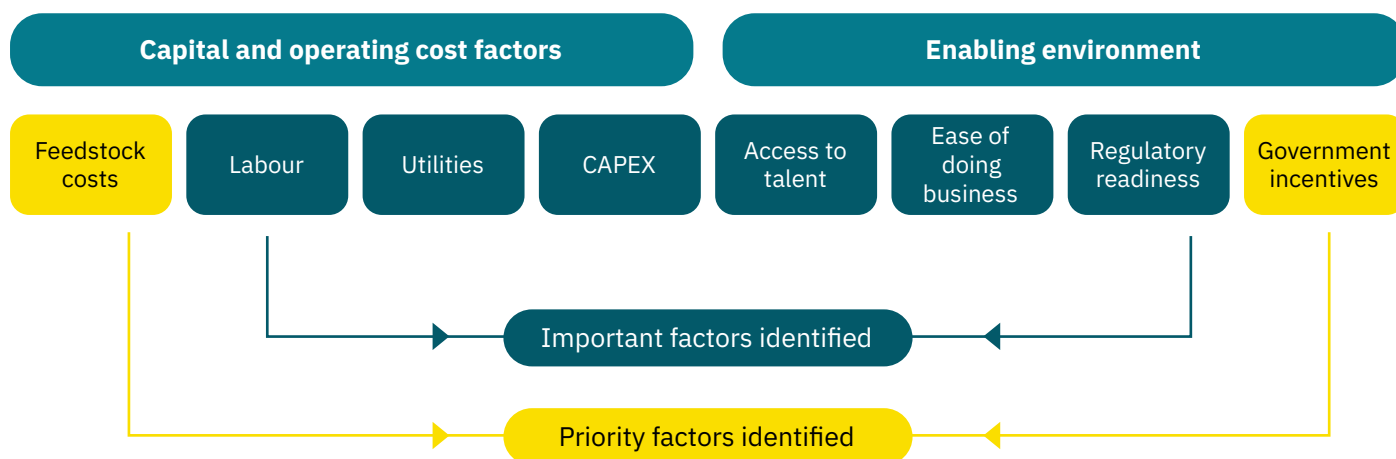 Capital and operating cost factors
Enabling environment
Feedstock
costs
Labour
Utilities
CAPEX
Access to
talent
Ease of
doing
business
Regulatory
readiness
Government
incentives
Important factors identified
Priority factors identified